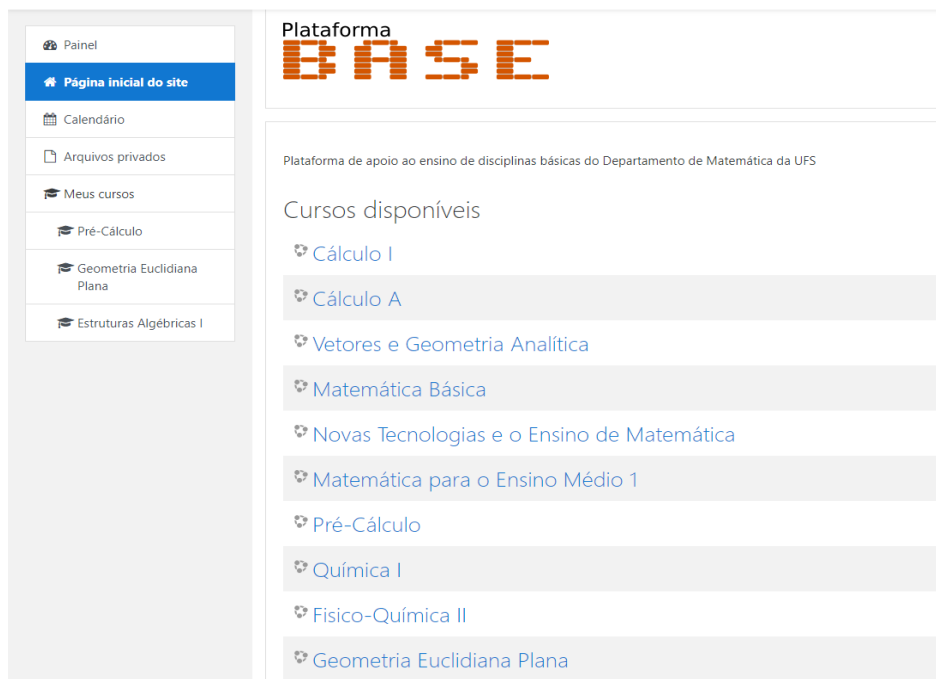 Painel
Página inicial do site
Calendário
Arquivos privados
Meus cursos
Pré-Cálculo
Geometria Euclidiana
Plana
Estruturas Algébricas I
Plataforma
BASE
Plataforma de apoio ao ensino de disciplinas básicas do Departamento de Matemática da UFS
Cursos disponíveis
Cálculo I
Cálculo A
Vetores e Geometria Analítica
Matemática Básica
Novas Tecnologias e o Ensino de Matemática
Matemática para o Ensino Médio 1
Pré-Cálculo
Química I
Fisico-Química II
Geometria Euclidiana Plana